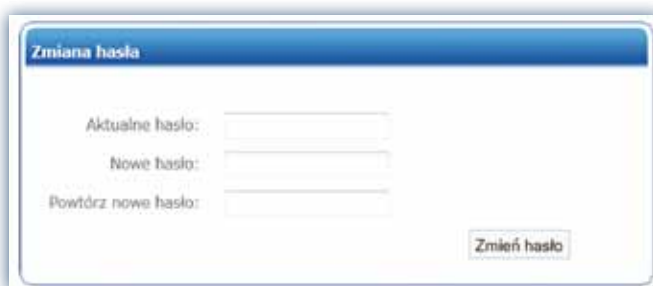 Zmiana hasła
Aktualne hasło:
Nowe hasło:
Powtórz nowe hasło:
Zmień hasło